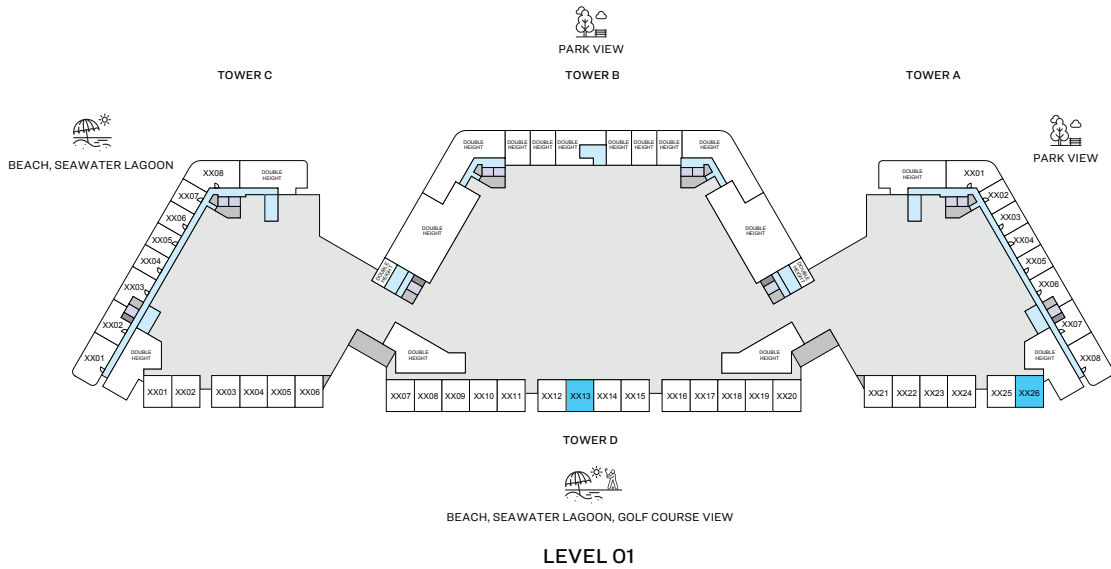 PARK VIEW
TOWER C
TOWER B
TOWER A
BEACH, SEAWATER LAGOON
PARK VIEW
DOUBLE HEIGHT
DOUBLE HEIGHT
DOUBLE HEIGHT
DOUBLE HEIGHT
DOUBLE HEIGHT
DOUBLE HEIGHT
DOUBLE HEIGHT
DOUBLE HEIGHT
XX08
DOUBLE HEIGHT
XX07
XX06
XX05
XX04
XX03
XX02
XX01
DOUBLE HEIGHT
DOUBLE HEIGHT
DOUBLE HEIGHT
DOUBLE HEIGHT
DOUBLE HEIGHT
DOUBLE HEIGHT
XX01
XX02
XX03
XX04
XX05
XX06
XX07
XX08
DOUBLE HEIGHT
DOUBLE HEIGHT
DOUBLE HEIGHT
XX01 XX02 XX03 XX04 XX05 XX06 XX07 XX08 XX09 XX10 XX11 XX12 XX13 XX14 XX15 XX16 XX17 XX18 XX19 XX20 XX21 XX22 XX23 XX24 XX25 XX26
TOWER D
BEACH, SEAWATER LAGOON, GOLF COURSE VIEW
LEVEL 01